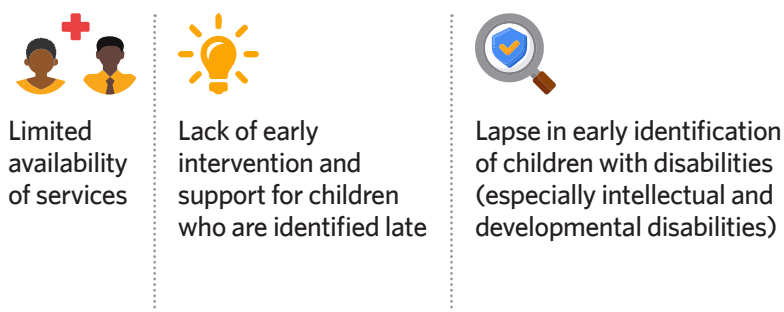 Limited
availability
of services
Lack of early
intervention and
support for children
who are identified late
Lapse in early identification
of children with disabilities
(especially intellectual and
developmental disabilities)